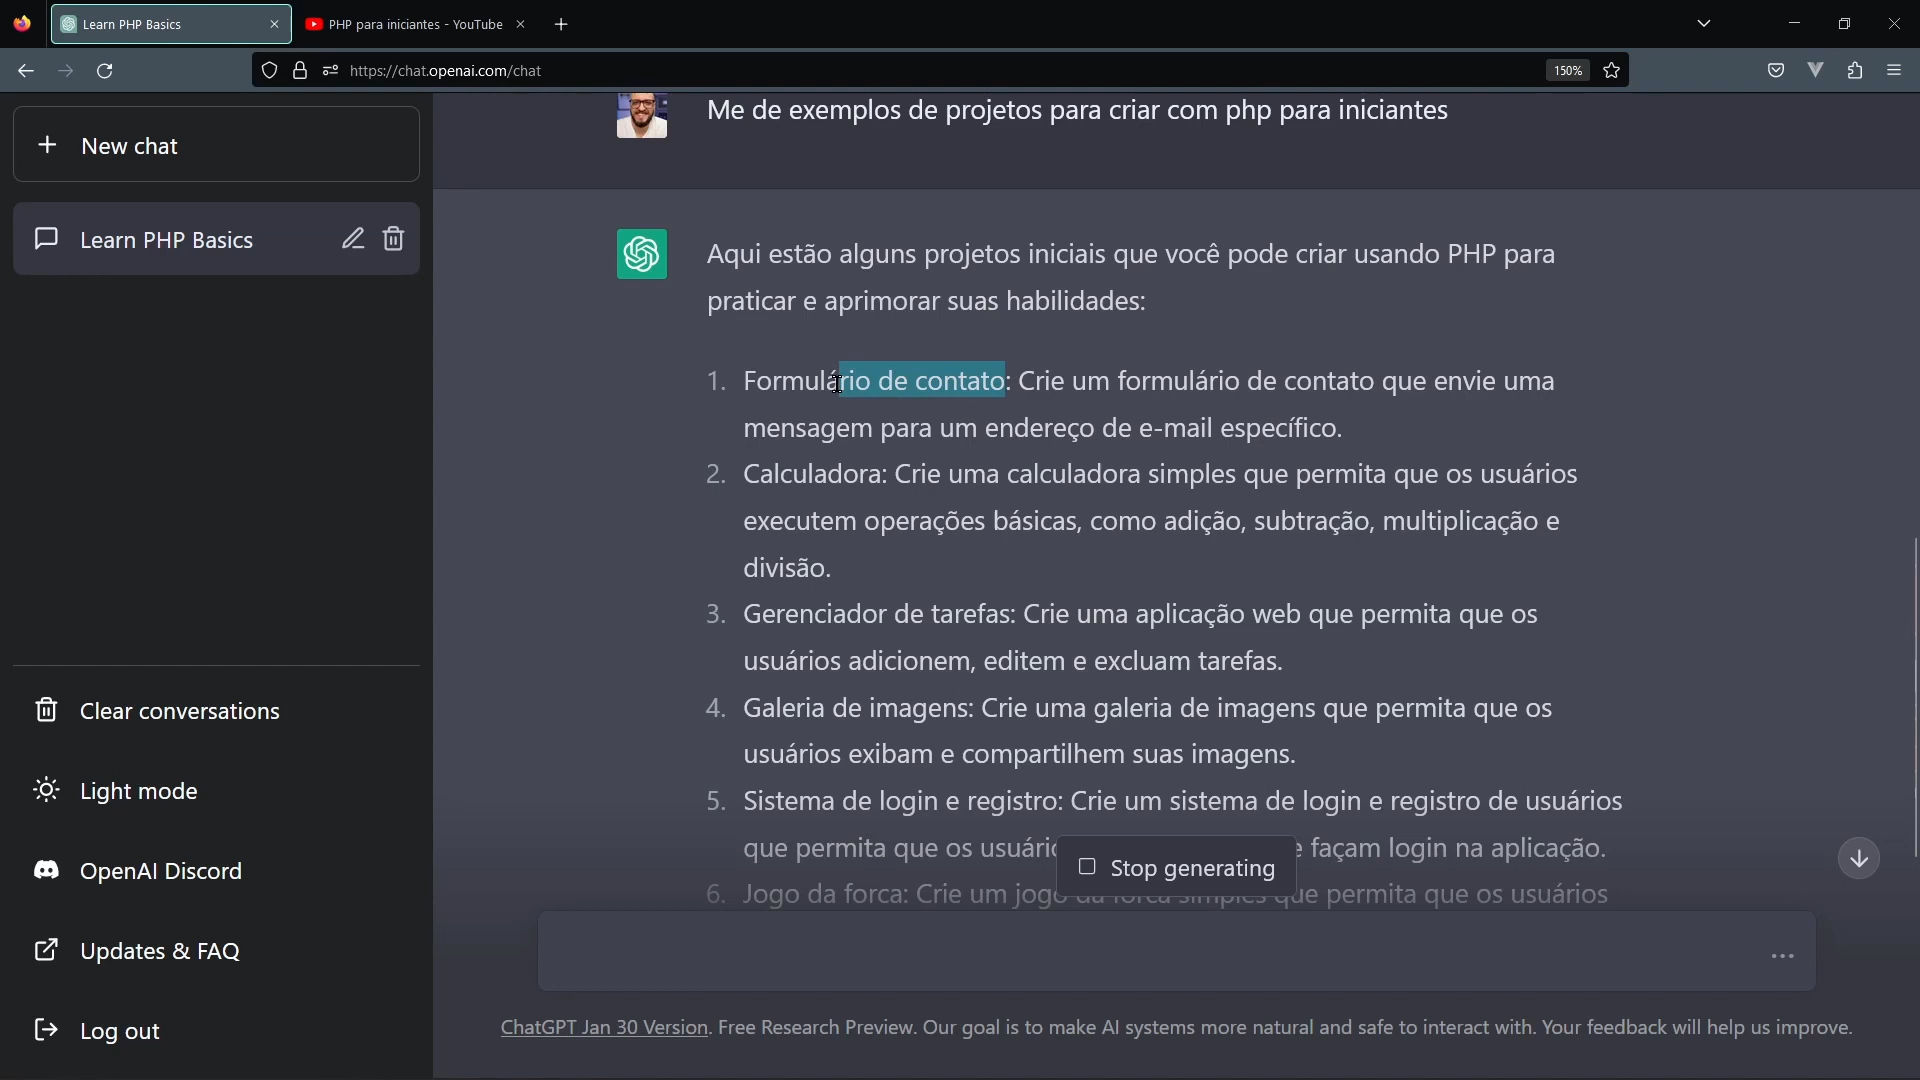 Learn PHP Basics
PHP para iniciantes - YouTube
https://chat.openai.com/chat
150%
New chat
Learn PHP Basics
Clear conversations
Light mode
OpenAI Discord
Updates & FAQ
Log out
Me de exemplos de projetos para criar com php para iniciantes
Aqui estão alguns projetos iniciais que você pode criar usando PHP para
praticar e aprimorar suas habilidades:
1. Formulário de contato: Crie um formulário de contato que envie uma
mensagem para um endereço de e-mail específico.
2. Calculadora: Crie uma calculadora simples que permita que os usuários
executem operações básicas, como adição, subtração, multiplicação e
divisão.
3. Gerenciador de tarefas: Crie uma aplicação web que permita que os
usuários adicionem, editem e excluam tarefas.
4. Galeria de imagens: Crie uma galeria de imagens que permita que os
usuários exibam e compartilhem suas imagens.
5. Sistema de login e registro: Crie um sistema de login e registro de usuários
que permita que os façam login na aplicação.
Stop generating
6. Jogo da forca: Crie um jogo da forca simples que permita que os usuários
ChatGPT Jan 30 Version. Free Research Preview. Our goal is to make AI systems more natural and safe to interact with. Your feedback will help us improve.